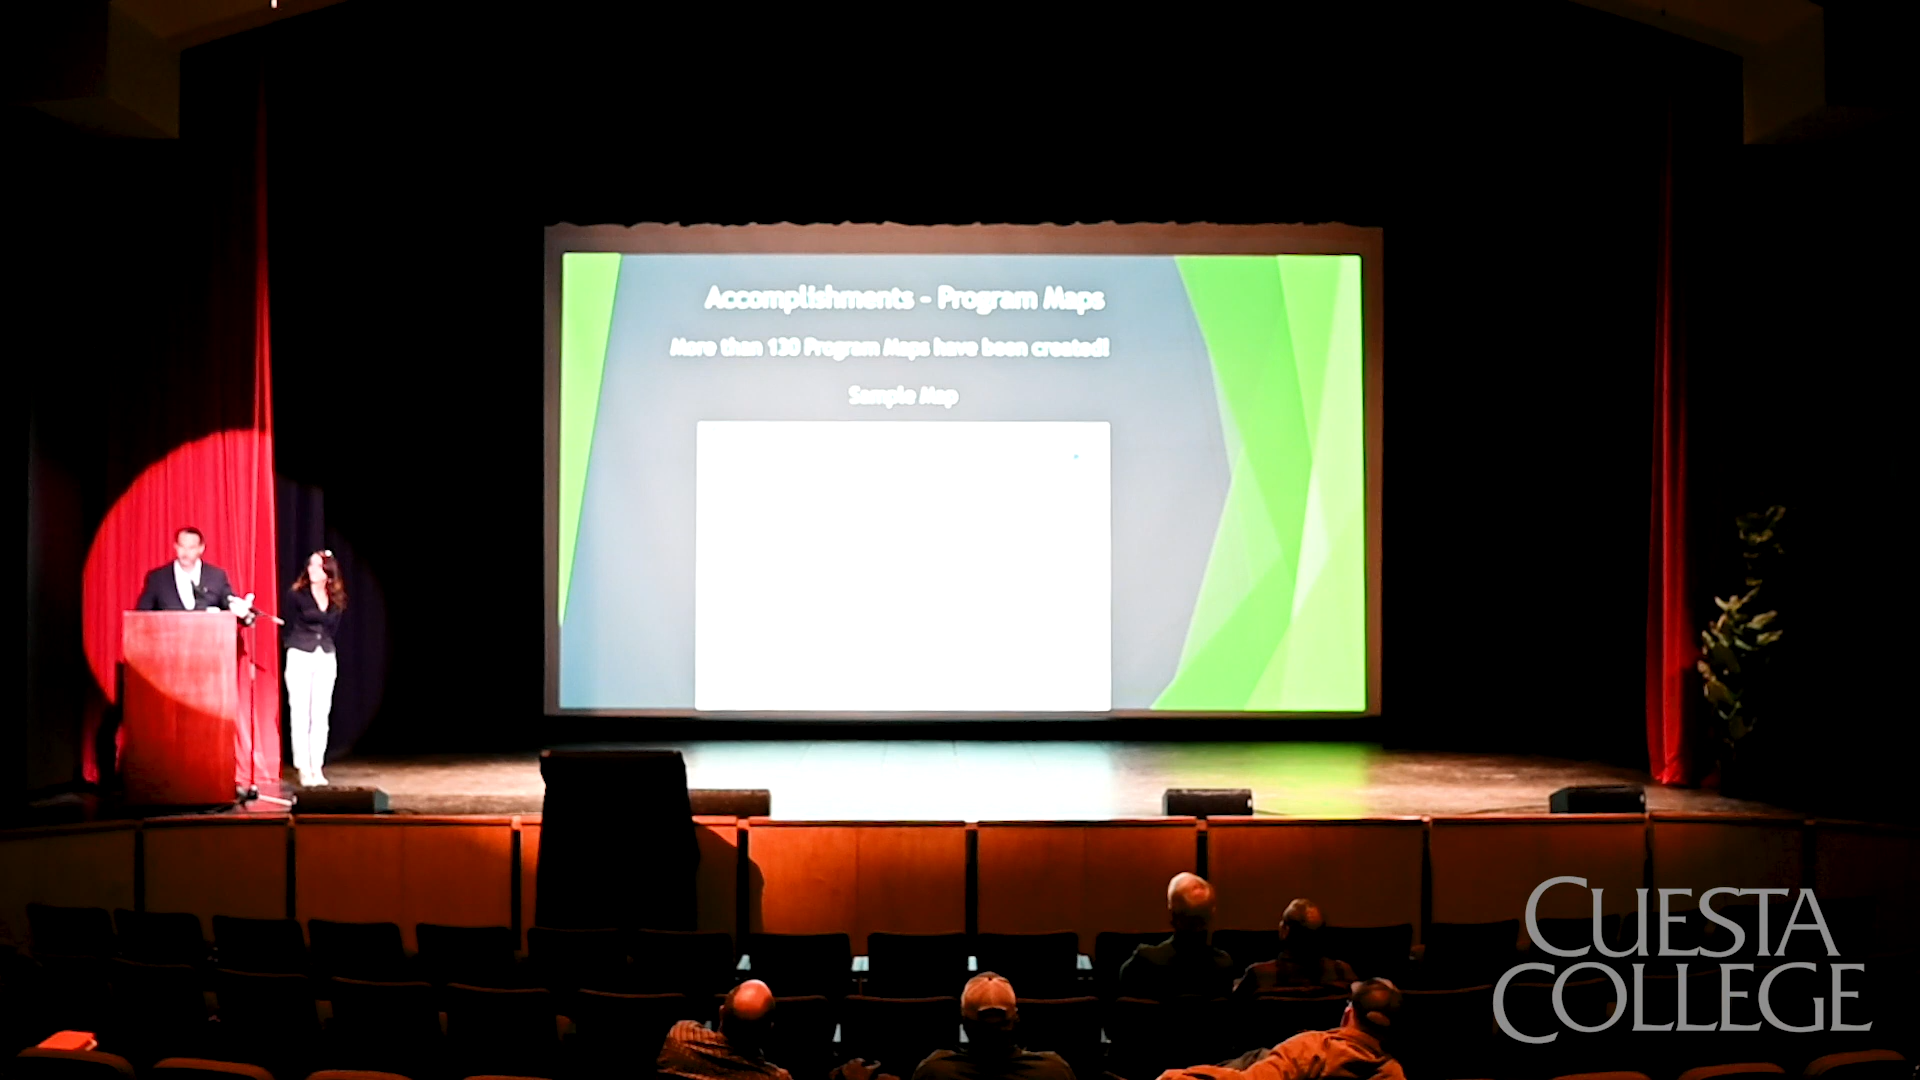 Accomplishments - Program Maps
More than 130 Program Maps have been created!
Sample Map
CUESTA
COLLEGE